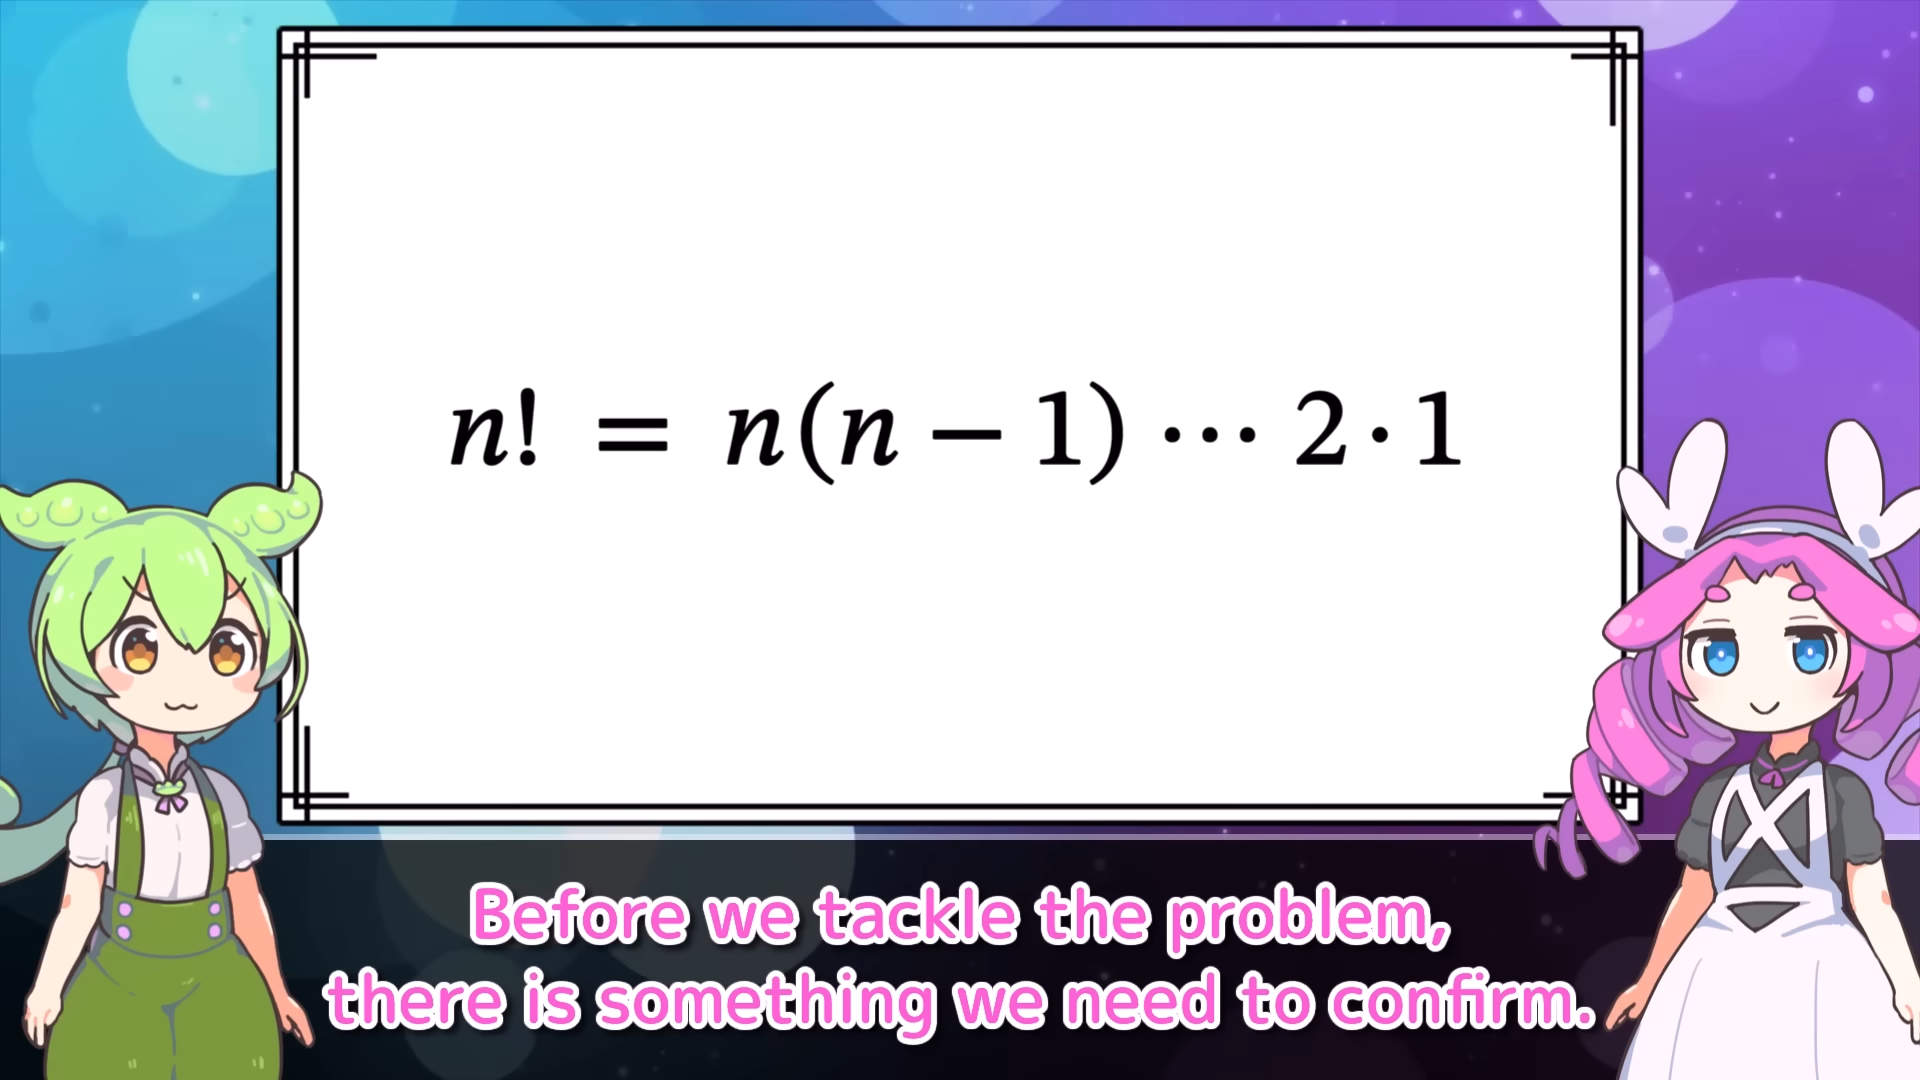 n! = n(n − 1) ⋯ 2 · 1
Before we tackle the problem,
there is something we need to confirm.